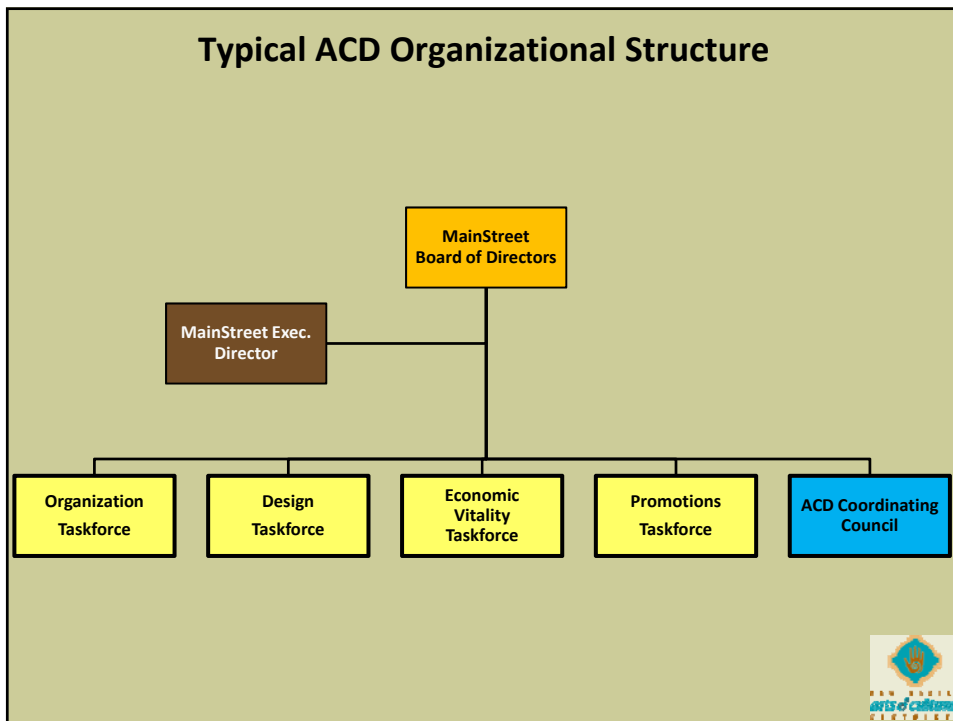 Typical ACD Organizational Structure
MainStreet
Board of Directors
MainStreet Exec.
Director
Organization
Taskforce
Design
Taskforce
Economic
Vitality
Taskforce
Promotions
Taskforce
ACD Coordinating
Council
arts & cultural